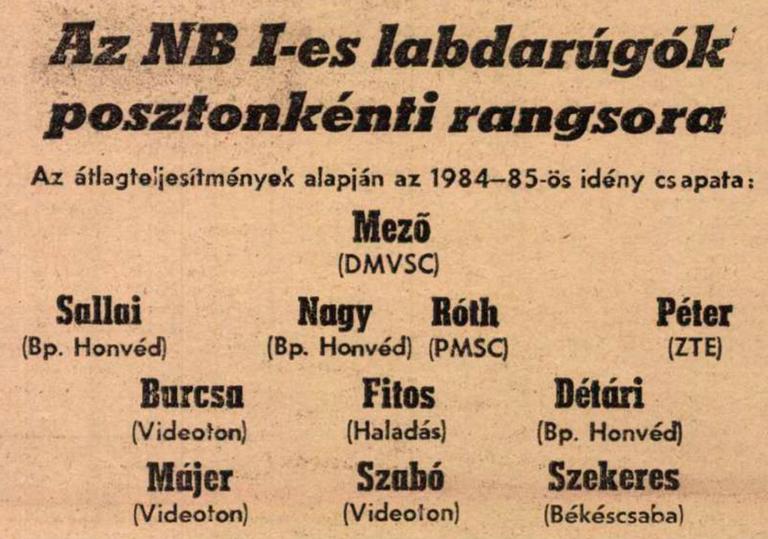 Az NB I-es labdarúgók
posztonkénti rangsora
Az átlagteljesítmények alapján az 1984–85-ös idény csapata:
Mező
(DMVSC)
Sallai Nagy Róth Péter
(Bp. Honvéd) (Bp. Honvéd) (PMSC) (ZTE)
Burcsa Fitos Détári
(Videoton) (Haladás) (Bp. Honvéd)
Májer Szabó Szekeres
(Videoton) (Videoton) (Békéscsaba)